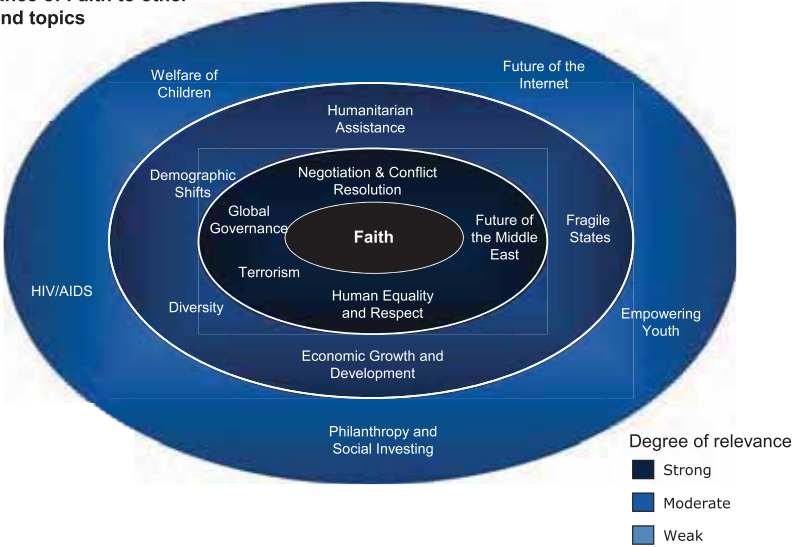 and topics
Welfare of
Children
Future of the
Internet
Humanitarian
Assistance
Demographic
Shifts
Negotiation & Conflict
Resolution
Global
Governance
Faith
Future of
the Middle
East
Fragile
States
Terrorism
HIV/AIDS
Diversity
Human Equality
and Respect
Empowering
Youth
Economic Growth and
Development
Philanthropy and
Social Investing
Degree of relevance
Strong
Moderate
Weak